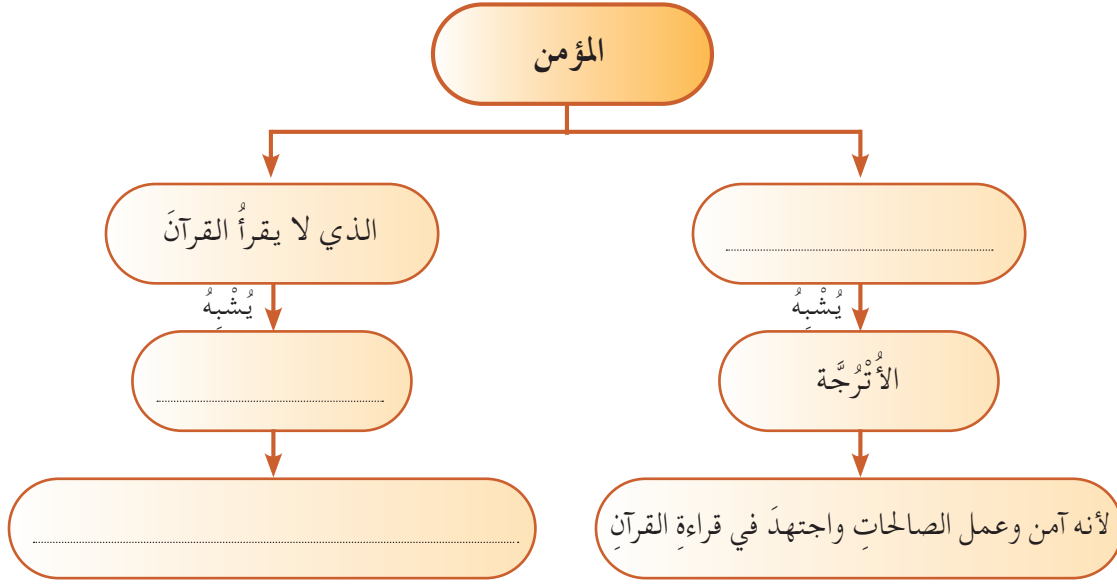 المؤمن
الذي لا يقرأُ القرآنَ
يُشْبِهُ
يُشْبِهُ
الأُتْرُجَّة
لأنه آمن وعمل الصالحاتِ واجتهدَ في قراءةِ القرآنِ